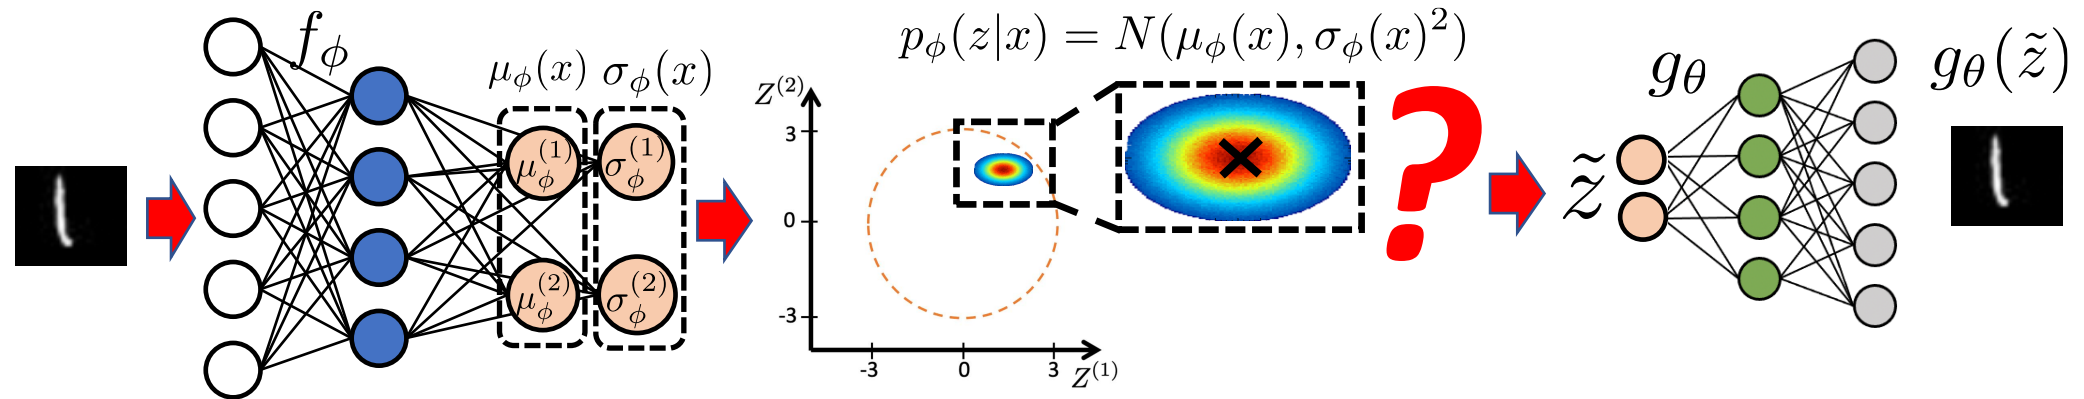 f_ϕ
μ_ϕ(x) σ_ϕ(x)
μ_ϕ^(1) σ_ϕ^(1)
μ_ϕ^(2) σ_ϕ^(2)
p_ϕ(z|x) = N(μ_ϕ(x), σ_ϕ(x)^2)
Z^(2)
3
0
-3
-3 0 3
Z^(1)
?
z̃
g_θ
g_θ(z̃)